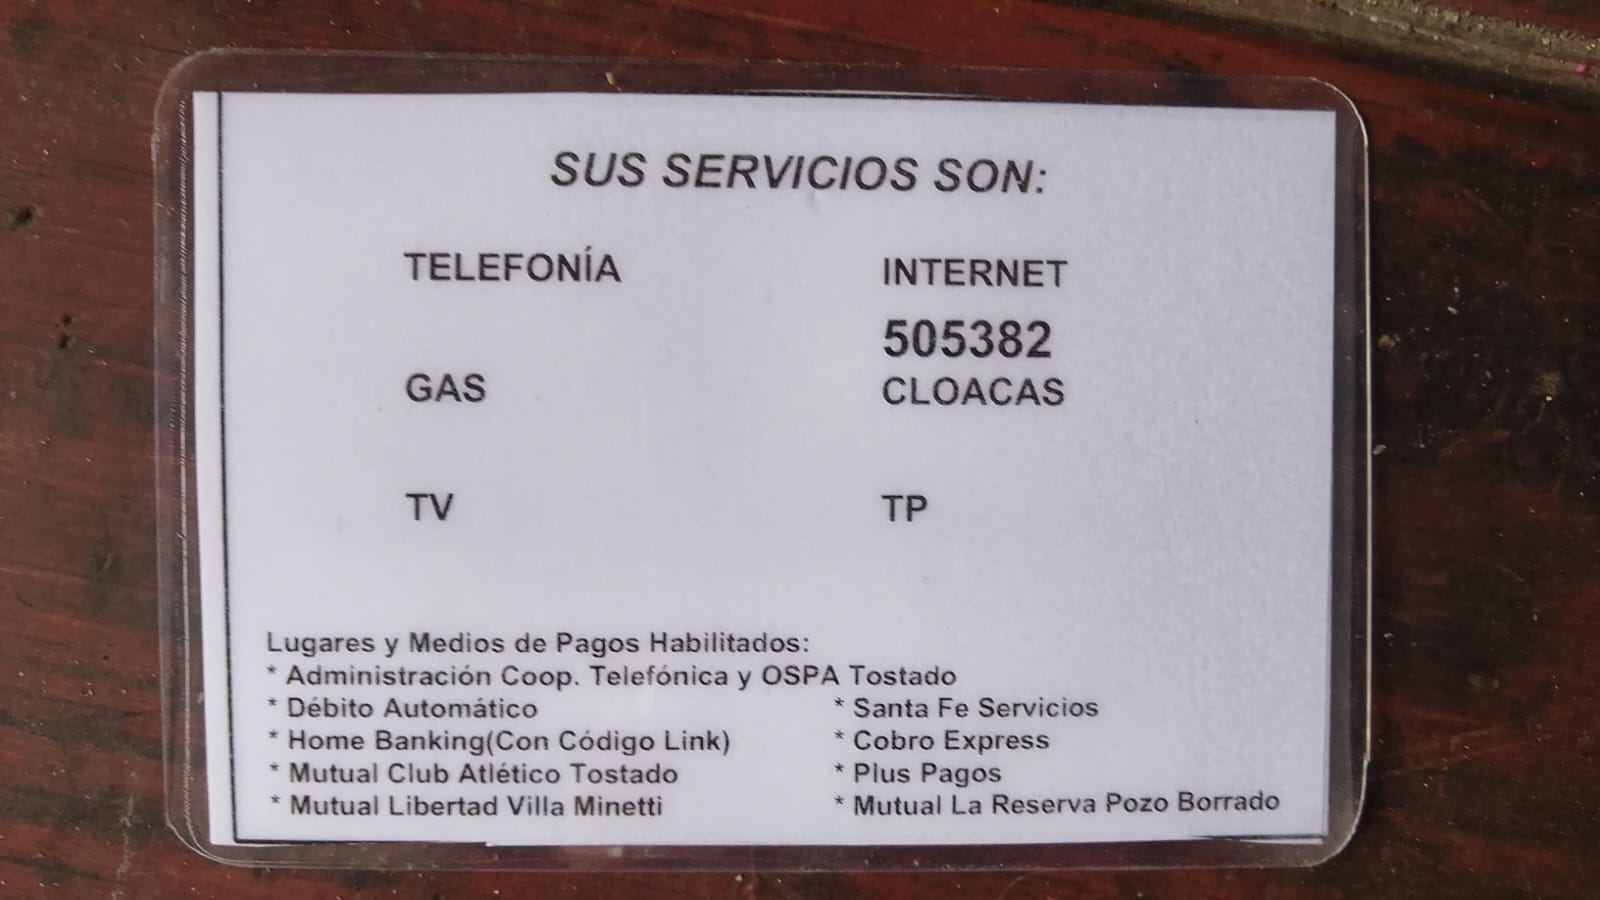 SUS SERVICIOS SON:
TELEFONÍA INTERNET
505382
GAS CLOACAS
TV TP
Lugares y Medios de Pagos Habilitados:
* Administración Coop. Telefónica y OSPA Tostado
* Débito Automático * Santa Fe Servicios
* Home Banking(Con Código Link) * Cobro Express
* Mutual Club Atlético Tostado * Plus Pagos
* Mutual Libertad Villa Minetti * Mutual La Reserva Pozo Borrado